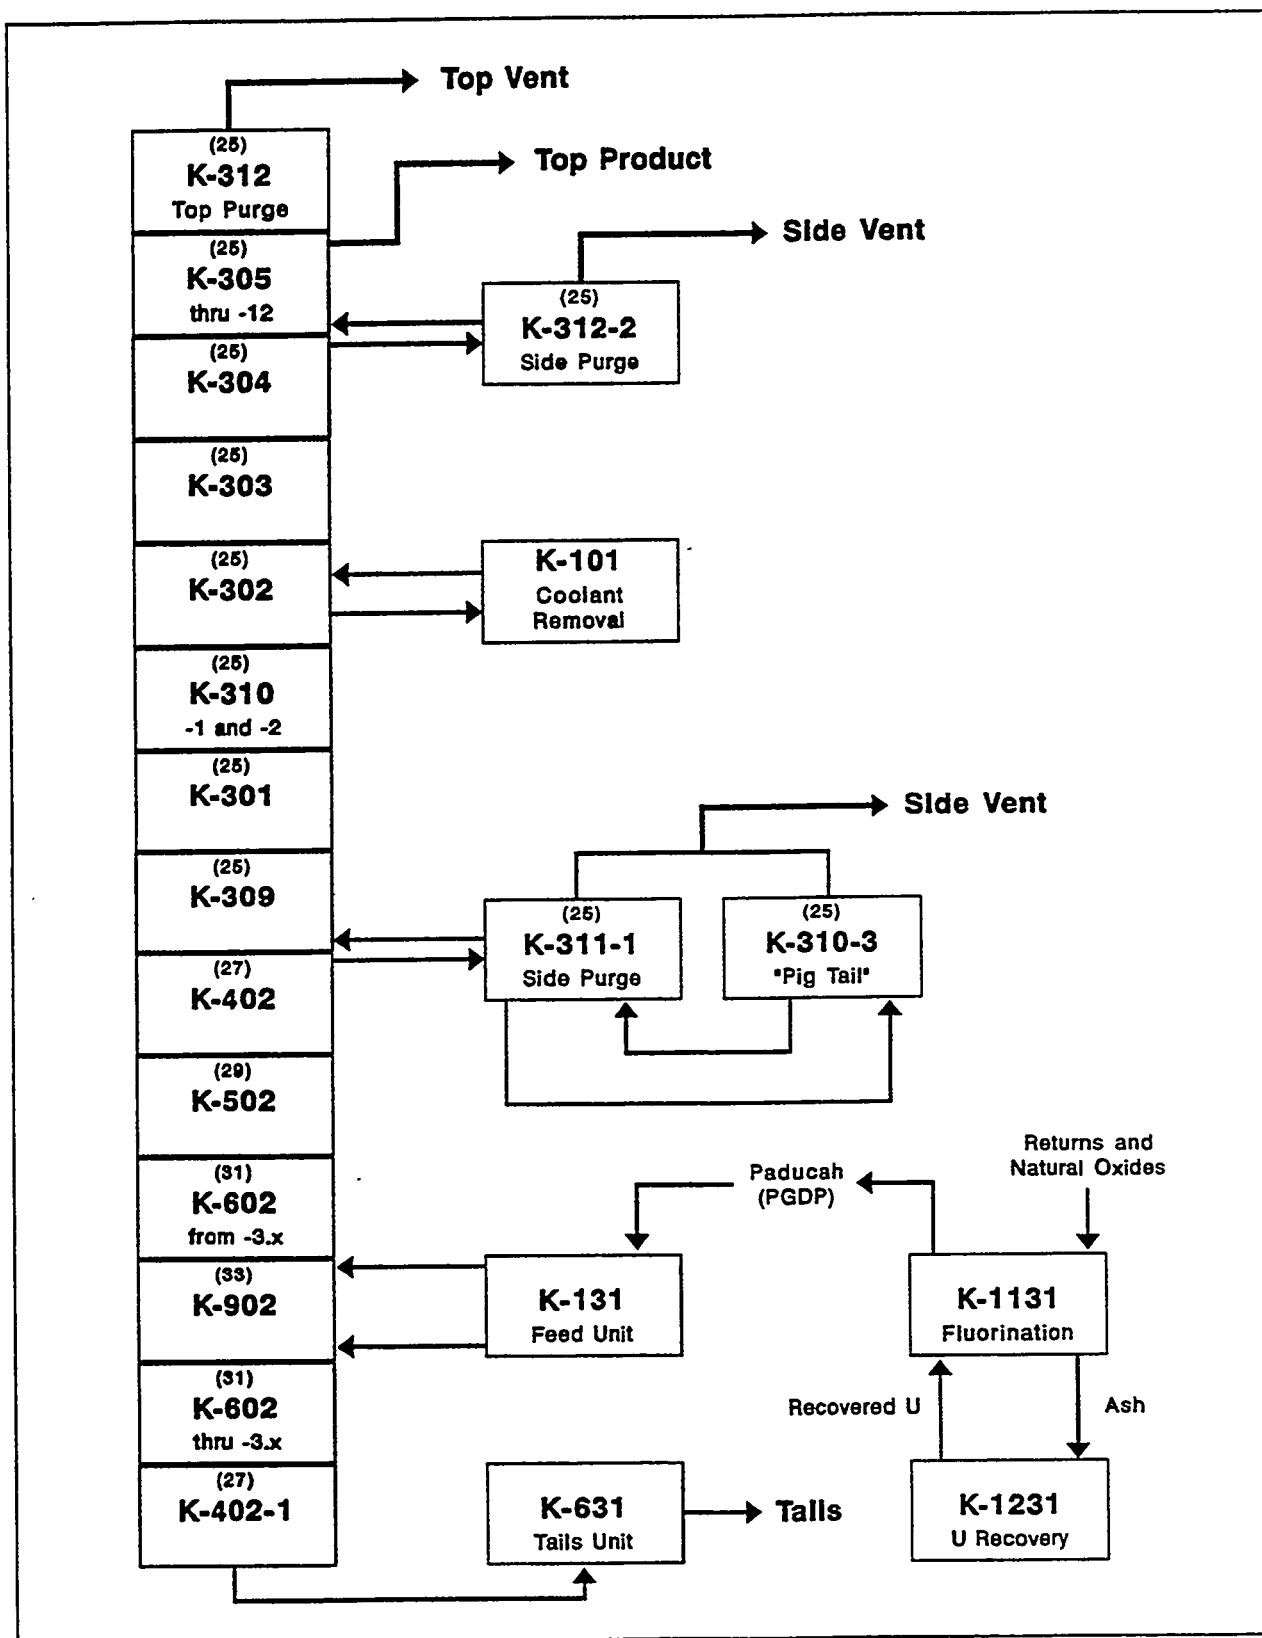 Top Vent
(25)
K-312
Top Purge
Top Product
(25)
K-305
thru -12
Side Vent
(25)
K-312-2
Side Purge
(25)
K-304
(25)
K-303
(25)
K-302
K-101
Coolant
Removal
(25)
K-310
-1 and -2
(25)
K-301
Side Vent
(25)
K-309
(25)
K-311-1
Side Purge
(25)
K-310-3
"Pig Tail"
(27)
K-402
(29)
K-502
(31)
K-602
from -3.x
Paducah
(PGDP)
Returns and
Natural Oxides
(33)
K-902
K-131
Feed Unit
K-1131
Fluorination
(31)
K-602
thru -3.x
Recovered U
Ash
(27)
K-402-1
K-631
Tails Unit
Tails
K-1231
U Recovery